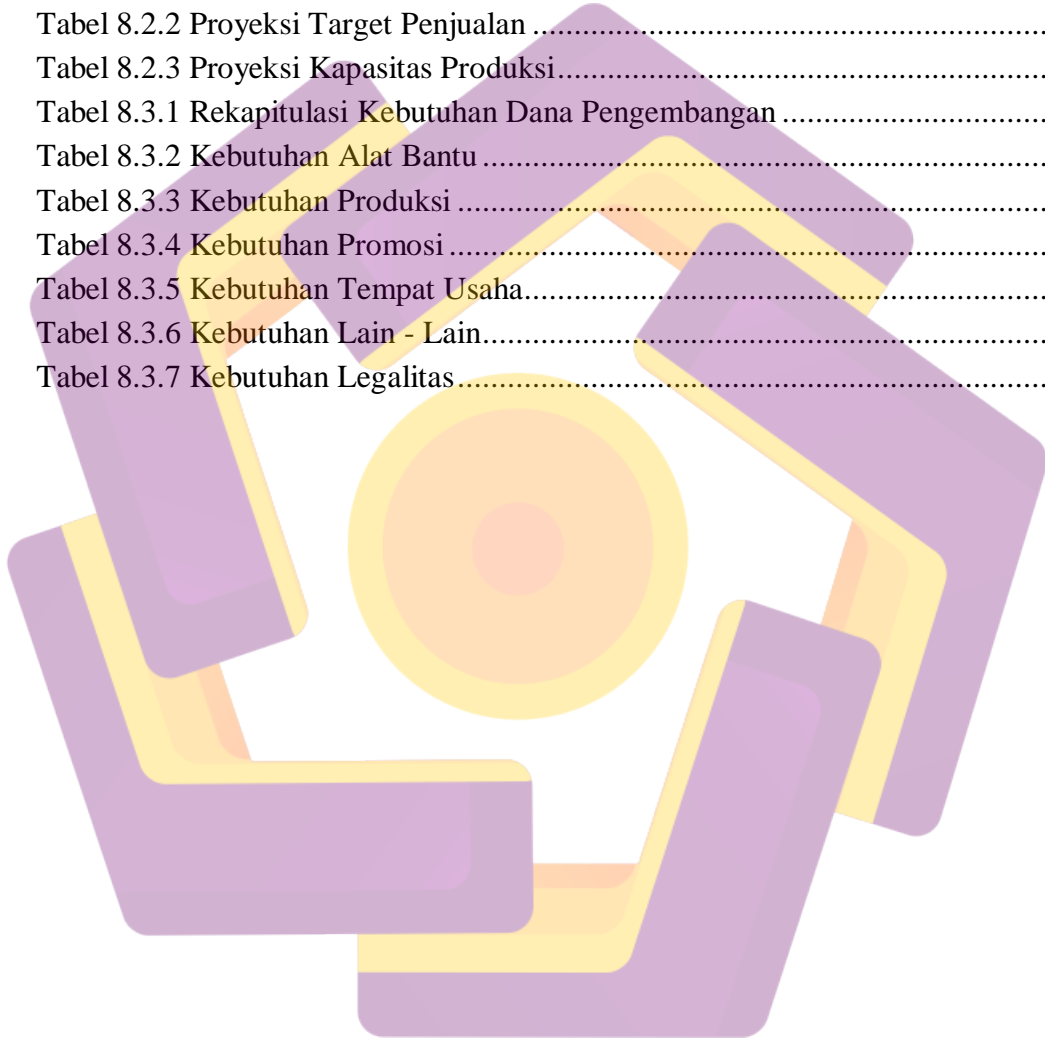 Tabel 8.2.2 Proyeksi Target Penjualan ..............................................................
Tabel 8.2.3 Proyeksi Kapasitas Produksi...........................................................
Tabel 8.3.1 Rekapitulasi Kebutuhan Dana Pengembangan ................................
Tabel 8.3.2 Kebutuhan Alat Bantu .....................................................................
Tabel 8.3.3 Kebutuhan Produksi ........................................................................
Tabel 8.3.4 Kebutuhan Promosi .........................................................................
Tabel 8.3.5 Kebutuhan Tempat Usaha................................................................
Tabel 8.3.6 Kebutuhan Lain - Lain.....................................................................
Tabel 8.3.7 Kebutuhan Legalitas ........................................................................